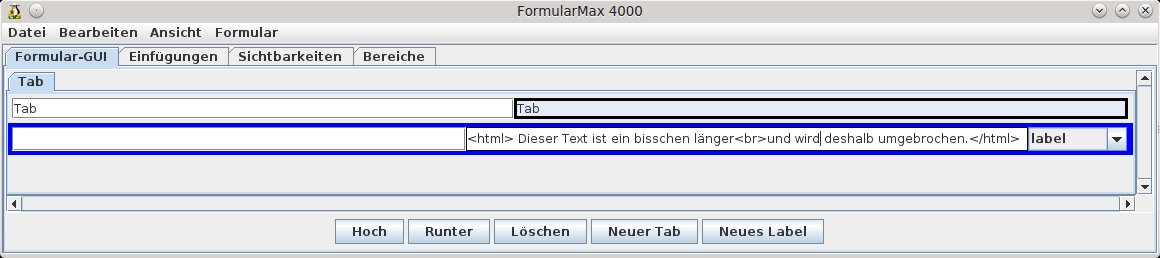 FormularMax 4000
Datei Bearbeiten Ansicht Formular
Formular-GUI Einfügungen Sichtbarkeiten Bereiche
Tab
Tab Tab
<html> Dieser Text ist ein bisschen länger<br>und wird deshalb umgebrochen.</html> label
Hoch Runter Löschen Neuer Tab Neues Label